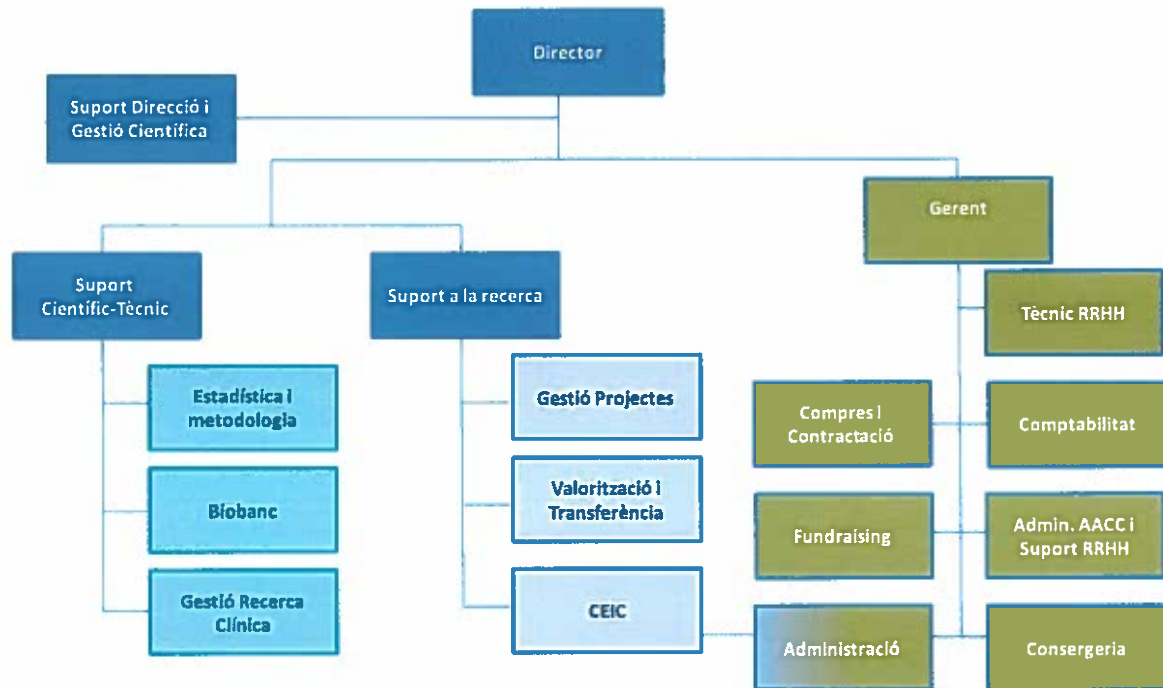 Director
Suport Direcció i
Gestió Científica
Gerent
Suport
Científic-Tècnic
Suport a la recerca
Tècnic RRHH
Estadística i
metodologia
Gestió Projectes
Compres i
Contractació
Comptabilitat
Biobanc
Valorització i
Transferència
Fundraising
Admin. AACC i
Suport RRHH
Gestió Recerca
Clínica
CEIC
Administració
Consergeria